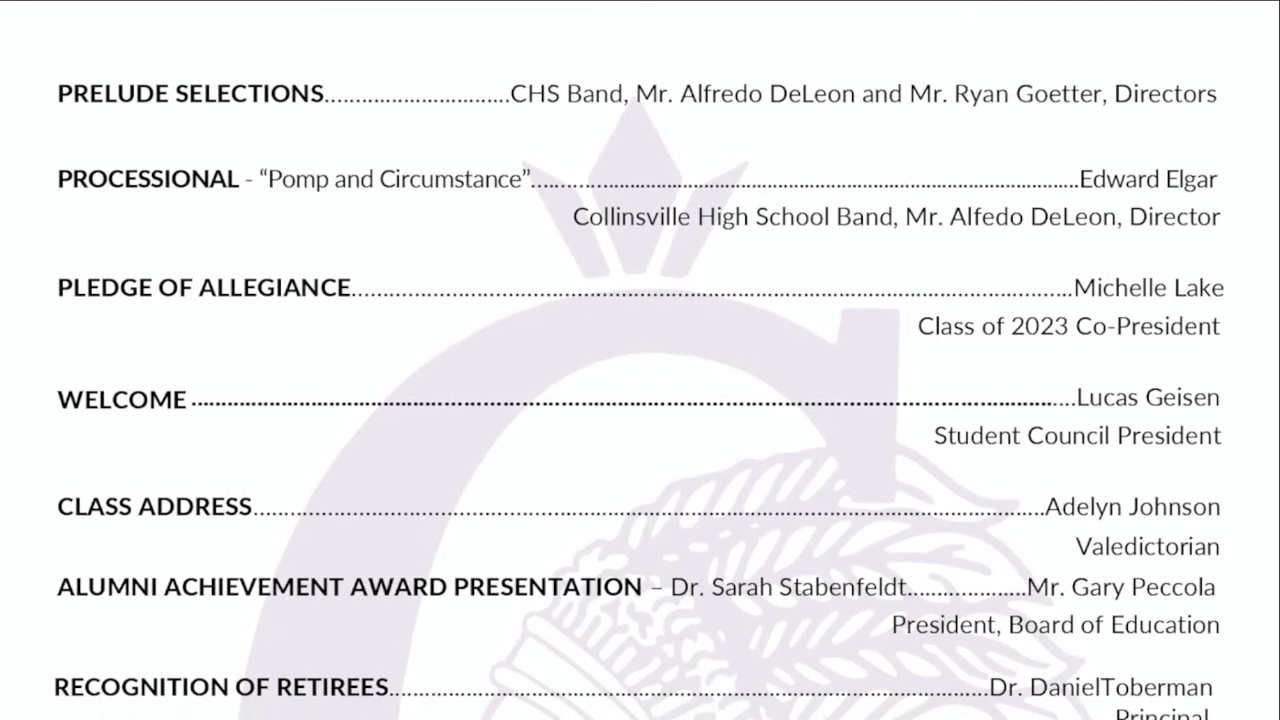 PRELUDE SELECTIONS................................CHS Band, Mr. Alfredo DeLeon and Mr. Ryan Goetter, Directors
PROCESSIONAL - “Pomp and Circumstance”................................................................................Edward Elgar
Collinsville High School Band, Mr. Alfedo DeLeon, Director
PLEDGE OF ALLEGIANCE................................................................................Michelle Lake
Class of 2023 Co-President
WELCOME ................................................................................Lucas Geisen
Student Council President
CLASS ADDRESS................................................................................Adelyn Johnson
Valedictorian
ALUMNI ACHIEVEMENT AWARD PRESENTATION – Dr. Sarah Stabenfeldt.....................Mr. Gary Peccola
President, Board of Education
RECOGNITION OF RETIREES................................................................................Dr. DanielToberman
Principal